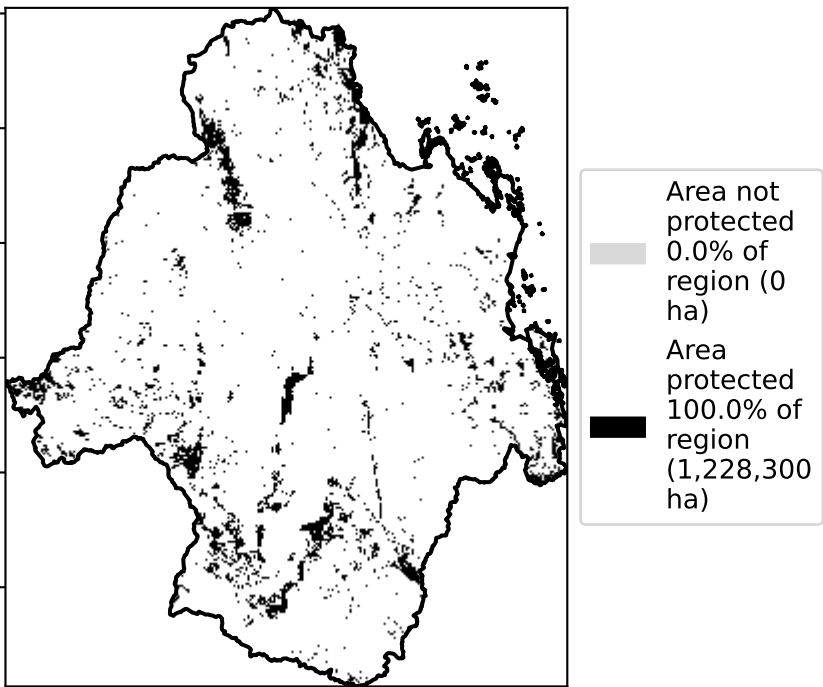 Area not
protected
0.0% of
region (0
ha)
Area
protected
100.0% of
region
(1,228,300
ha)